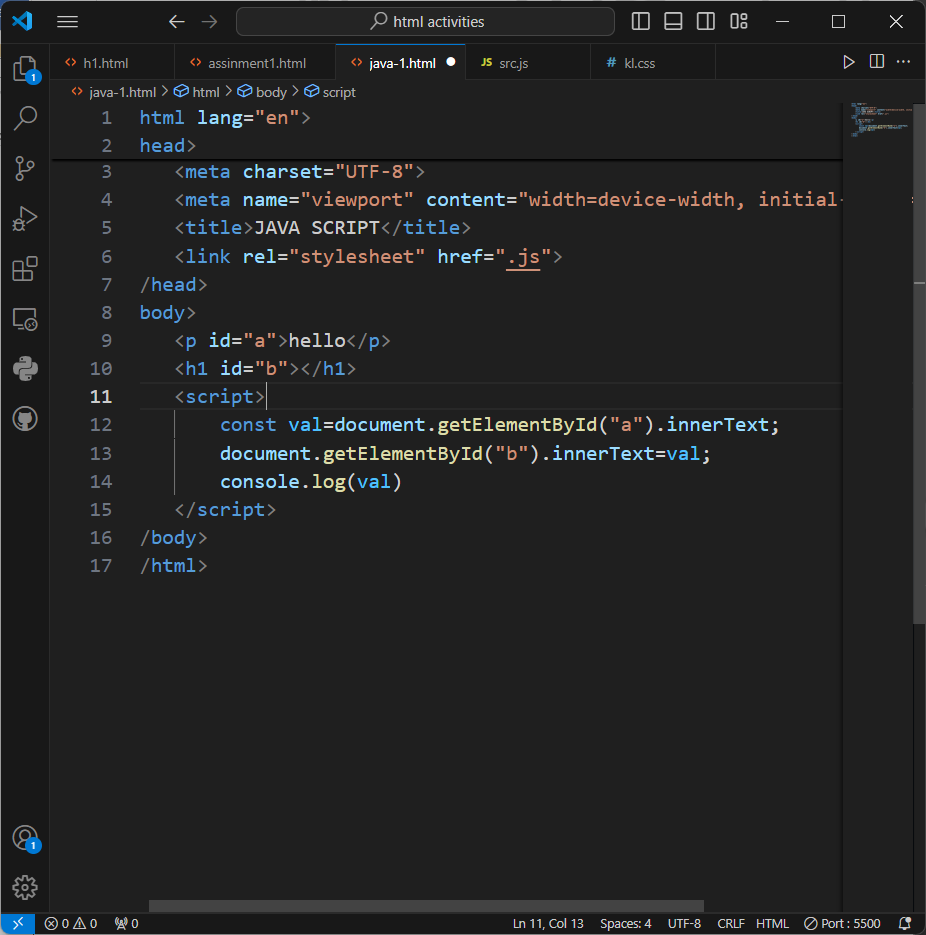 html activities
h1.html
assinment1.html
java-1.html
JS src.js
# kl.css
java-1.html > html > body > script
1 html lang="en">
2 head>
3 <meta charset="UTF-8">
4 <meta name="viewport" content="width=device-width, initial-
5 <title>JAVA SCRIPT</title>
6 <link rel="stylesheet" href=".js">
7 /head>
8 body>
9 <p id="a">hello</p>
10 <h1 id="b"></h1>
11 <script>
12 const val=document.getElementById("a").innerText;
13 document.getElementById("b").innerText=val;
14 console.log(val)
15 </script>
16 /body>
17 /html>
1
1
0 0 0 Ln 11, Col 13 Spaces: 4 UTF-8 CRLF HTML Port : 5500